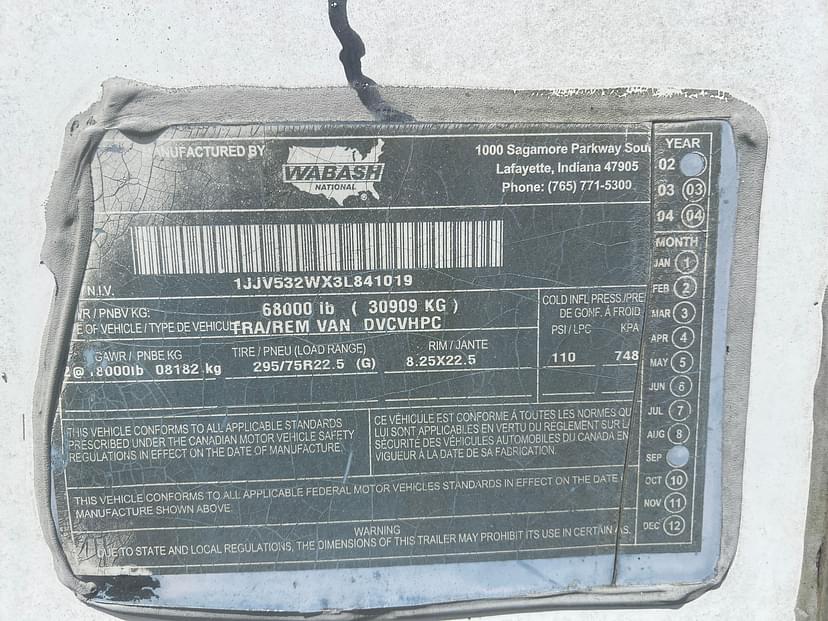 MANUFACTURED BY
WABASH
NATIONAL
1000 Sagamore Parkway Sou
Lafayette, Indiana 47905
Phone: (765) 771-5300
1JJV532WX3L841019
N.I.V.
WR / PNBV KG:
68000 lb ( 30909 KG )
E OF VEHICLE / TYPE DE VEHICU
TRA/REM VAN DVCVHPC
COLD INFL PRESS./PRE
DE GONF. À FROID
PSI / LPC KPA
110 748
GAWR / PNBE KG
2@ 18000lb 08182 kg
TIRE / PNEU (LOAD RANGE)
295/75R22.5 (G)
RIM / JANTE
8.25X22.5
THIS VEHICLE CONFORMS TO ALL APPLICABLE STANDARDS
PRESCRIBED UNDER THE CANADIAN MOTOR VEHICLE SAFETY
REGULATIONS IN EFFECT ON THE DATE OF MANUFACTURE.
CE VÉHICULE EST CONFORME À TOUTES LES NORMES QU
LUI SONT APPLICABLES EN VERTU DU RÈGLEMENT SUR LA
SÉCURITÉ DES VÉHICULES AUTOMOBILES DU CANADA EN
VIGUEUR À LA DATE DE SA FABRICATION.
THIS VEHICLE CONFORMS TO ALL APPLICABLE FEDERAL MOTOR VEHICLES STANDARDS IN EFFECT ON THE DATE O
MANUFACTURE SHOWN ABOVE.
WARNING
DUE TO STATE AND LOCAL REGULATIONS, THE DIMENSIONS OF THIS TRAILER MAY PROHIBIT ITS USE IN CERTAIN AS.
YEAR
02
03 03
04 04
MONTH
JAN 1
FEB 2
MAR 3
APR 4
MAY 5
JUN 6
JUL 7
AUG 8
SEP
OCT 10
NOV 11
DEC 12